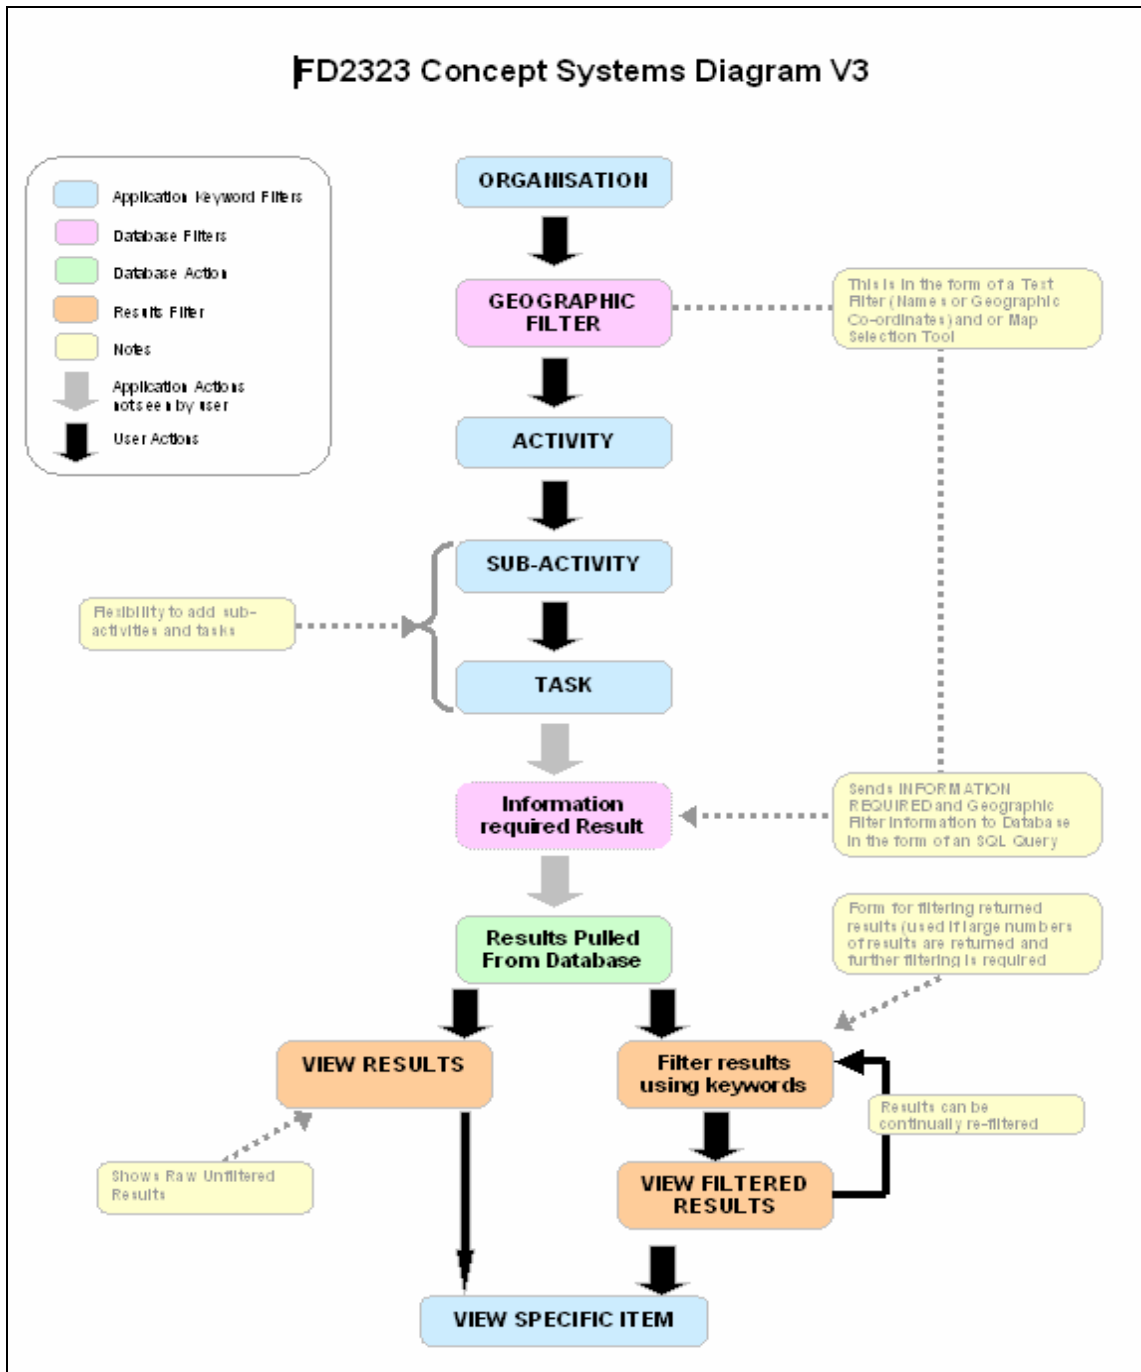 FD2323 Concept Systems Diagram V3
Application Keyword Filters
Database Filters
Database Action
Results Filter
Notes
Application Actions
not seen by user
User Actions
ORGANISATION
GEOGRAPHIC
FILTER
This is in the form of a Text
Filter (Names or Geographic
Co-ordinates) and or Map
Selection Tool
ACTIVITY
SUB-ACTIVITY
Flexibility to add sub-
activities and tasks
TASK
Information
required Result
Sends INFORMATION
REQUIRED and Geographic
Filter Information to Database
in the form of an SQL Query
Results Pulled
From Database
Form for filtering returned
results (used if large numbers
of results are returned and
further filtering is required
VIEW RESULTS
Filter results
using keywords
Results can be
continually re-filtered
Shows Raw Unfiltered
Results
VIEW FILTERED
RESULTS
VIEW SPECIFIC ITEM